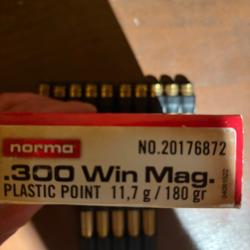 norma NO.20176872
.300 Win Mag.
PLASTIC POINT 11,7 g / 180 gr